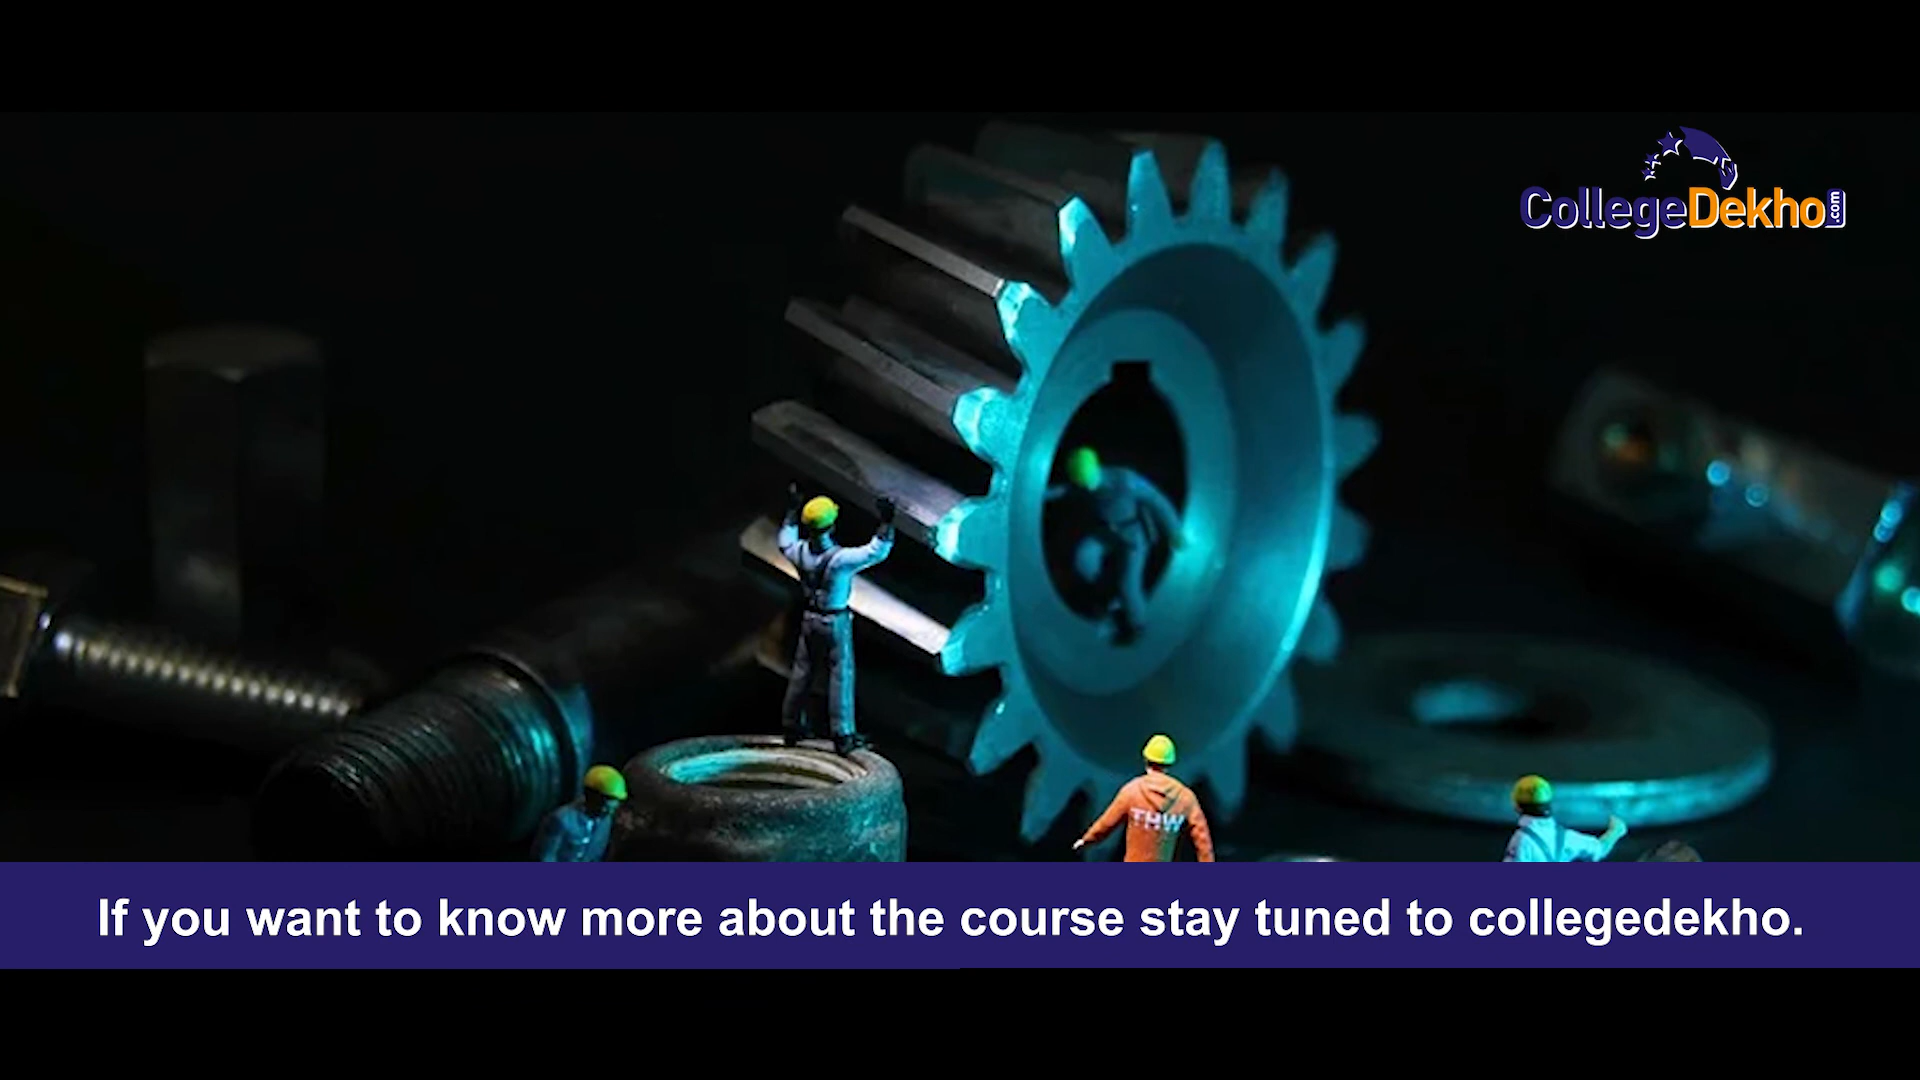 CollegeDekho.com
THW
If you want to know more about the course stay tuned to collegedekho.